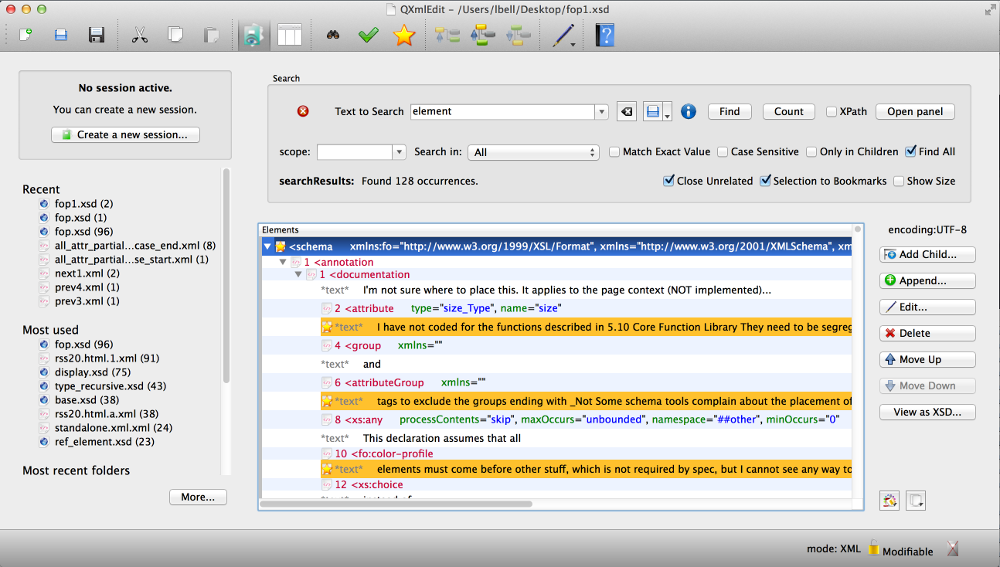 QXmlEdit - /Users/lbell/Desktop/fop1.xsd
No session active.
You can create a new session.
Create a new session...
Recent
fop1.xsd (2)
fop.xsd (1)
fop.xsd (96)
all_attr_partial...case_end.xml (8)
all_attr_partial...se_start.xml (1)
next1.xml (2)
prev4.xml (1)
prev3.xml (1)
Most used
fop.xsd (96)
rss20.html.1.xml (91)
display.xsd (75)
type_recursive.xsd (43)
base.xsd (38)
rss20.html.a.xml (38)
standalone.xml.xml (24)
ref_element.xsd (23)
Most recent folders
More...
Search
Text to Search element Find Count XPath Open panel
scope: Search in: All Match Exact Value Case Sensitive Only in Children Find All
searchResults: Found 128 occurrences. Close Unrelated Selection to Bookmarks Show Size
Elements
<schema xmlns:fo="http://www.w3.org/1999/XSL/Format", xmlns="http://www.w3.org/2001/XMLSchema", xm
1 <annotation
1 <documentation
*text* I'm not sure where to place this. It applies to the page context (NOT implemented)...
2 <attribute type="size_Type", name="size"
*text* I have not coded for the functions described in 5.10 Core Function Library They need to be segreg
4 <group xmlns=""
*text* and
6 <attributeGroup xmlns=""
*text* tags to exclude the groups ending with _Not Some schema tools complain about the placement of
8 <xs:any processContents="skip", maxOccurs="unbounded", namespace="##other", minOccurs="0"
*text* This declaration assumes that all
10 <fo:color-profile
*text* elements must come before other stuff, which is not required by spec, but I cannot see any way to
12 <xs:choice
encoding:UTF-8
Add Child...
Append...
Edit...
Delete
Move Up
Move Down
View as XSD...
mode: XML Modifiable